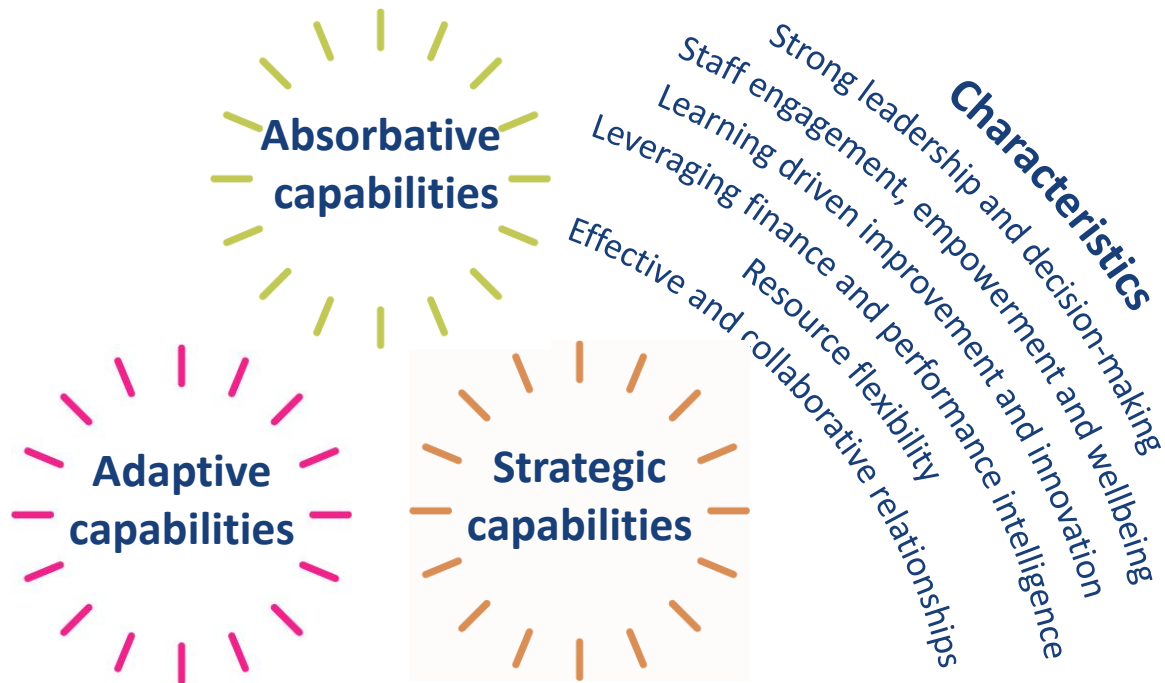 Absorbative
capabilities
Adaptive
capabilities
Strategic
capabilities
Characteristics
Strong leadership and decision-making
Staff engagement, empowerment and wellbeing
Learning driven improvement and innovation
Leveraging finance and performance intelligence
Resource flexibility
Effective and collaborative relationships